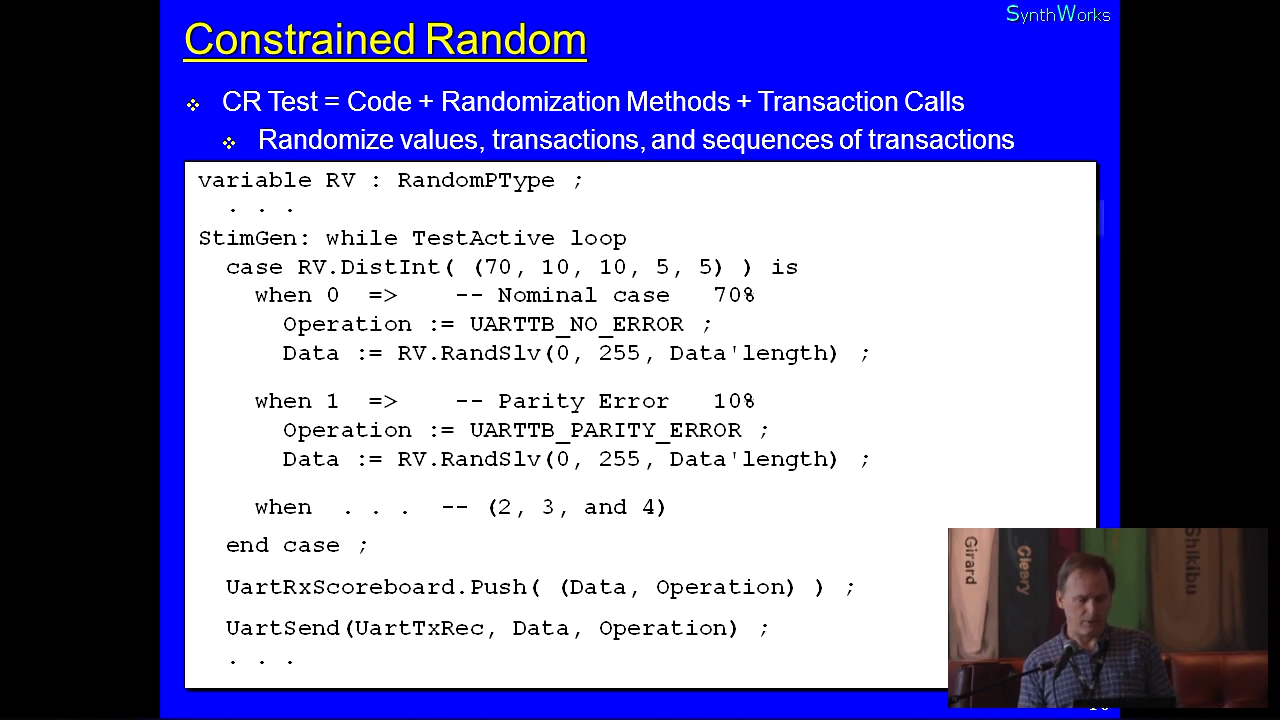 SynthWorks
Constrained Random
CR Test = Code + Randomization Methods + Transaction Calls
Randomize values, transactions, and sequences of transactions
variable RV : RandomPType ;
. . .
StimGen: while TestActive loop
case RV.DistInt( (70, 10, 10, 5, 5) ) is
when 0 => -- Nominal case 70%
Operation := UARTTB_NO_ERROR ;
Data := RV.RandSlv(0, 255, Data'length) ;
when 1 => -- Parity Error 10%
Operation := UARTTB_PARITY_ERROR ;
Data := RV.RandSlv(0, 255, Data'length) ;
when . . . -- (2, 3, and 4)
end case ;
UartRxScoreboard.Push( (Data, Operation) ) ;
UartSend(UartTxRec, Data, Operation) ;
. . .
Girard
Cleery
Shikibu